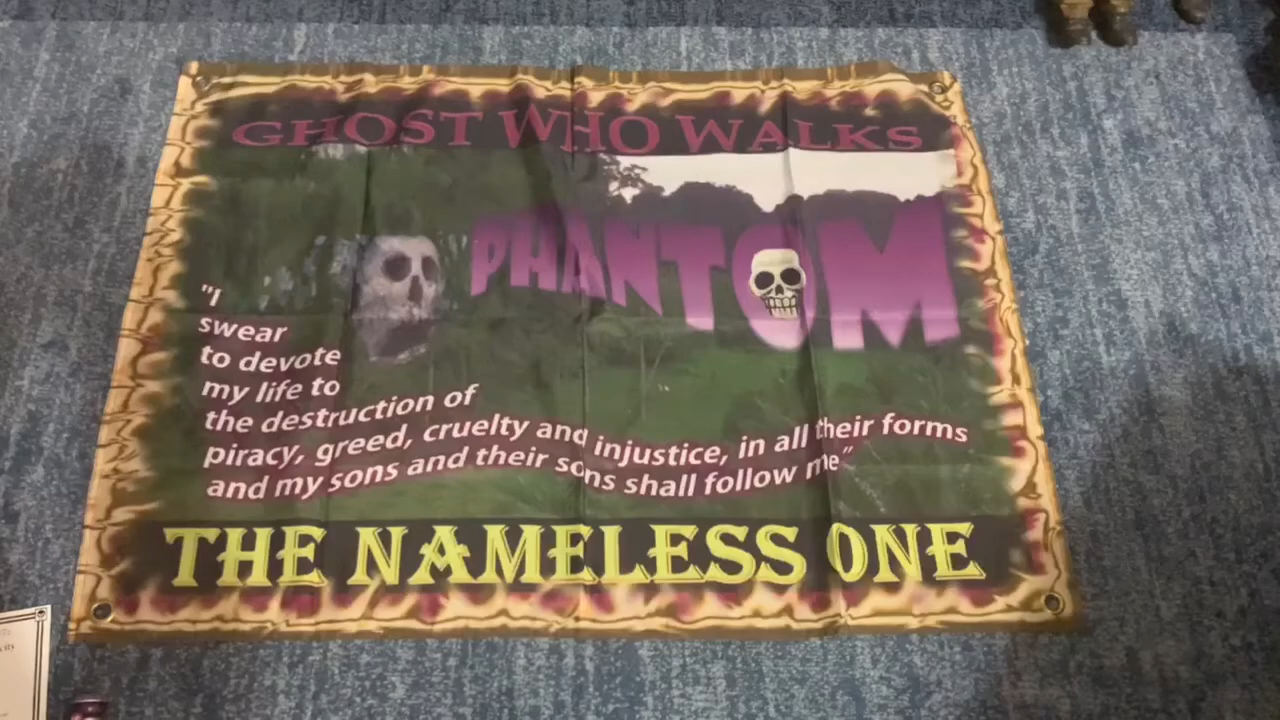 GHOST WHO WALKS
PHANTOM
"I
swear
to devote
my life to
the destruction of
piracy, greed, cruelty and injustice, in all their forms
and my sons and their sons shall follow me”
THE NAMELESS ONE